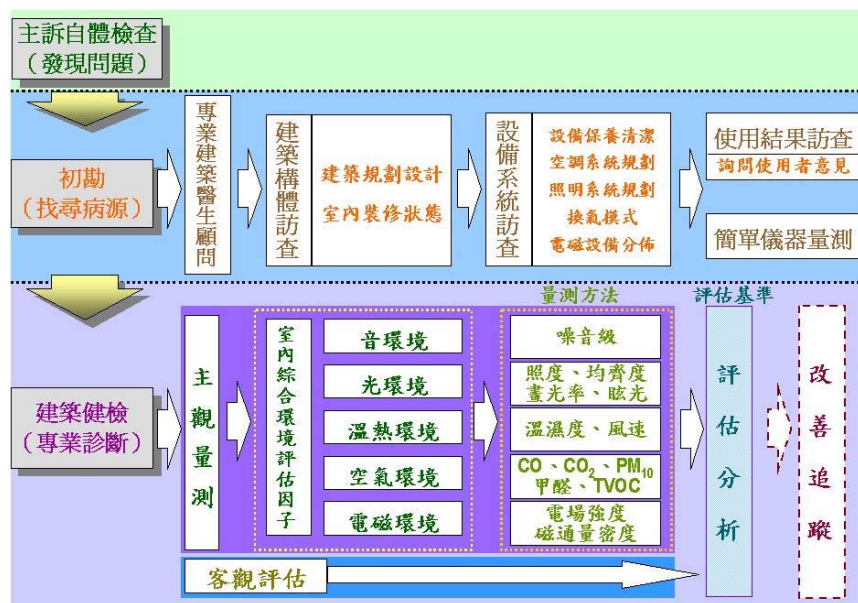 主訴自體檢查
（發現問題）
初勘
（找尋病源）
專業建築醫生顧問
建築構體訪查
建築規劃設計
室內裝修狀態
設備系統訪查
設備保養清潔
空調系統規劃
照明系統規劃
換氣模式
電磁設備分佈
使用結果訪查
詢問使用者意見
簡單儀器量測
建築健檢
（專業診斷）
主觀量測
室內綜合環境評估因子
音環境
光環境
溫熱環境
空氣環境
電磁環境
量測方法
噪音級
照度、均齊度
晝光率、眩光
溫濕度、風速
CO、CO₂、PM₁₀
甲醛、TVOC
電場強度
磁通量密度
評估基準
評估分析
改善追蹤
客觀評估